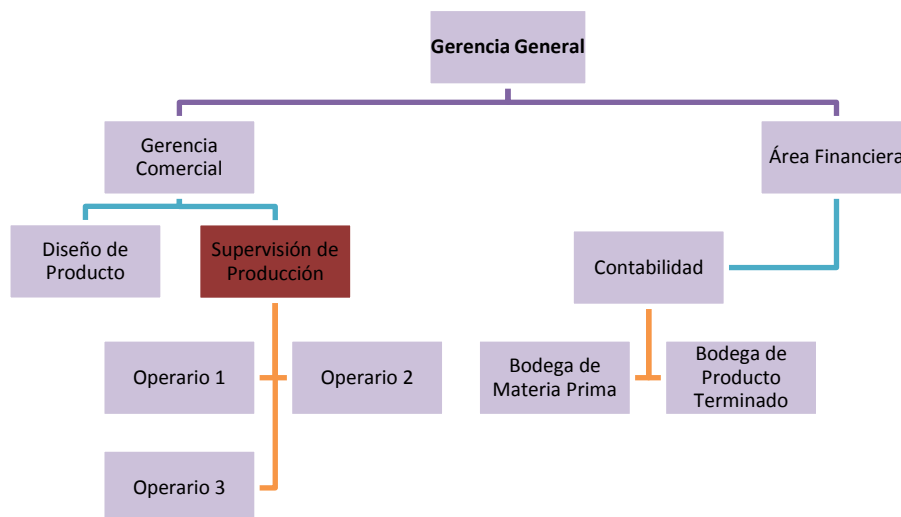 Gerencia General
Gerencia
Comercial
Área Financiera
Diseño de
Producto
Supervisión de
Producción
Contabilidad
Operario 1
Operario 2
Bodega de
Materia Prima
Bodega de
Producto
Terminado
Operario 3